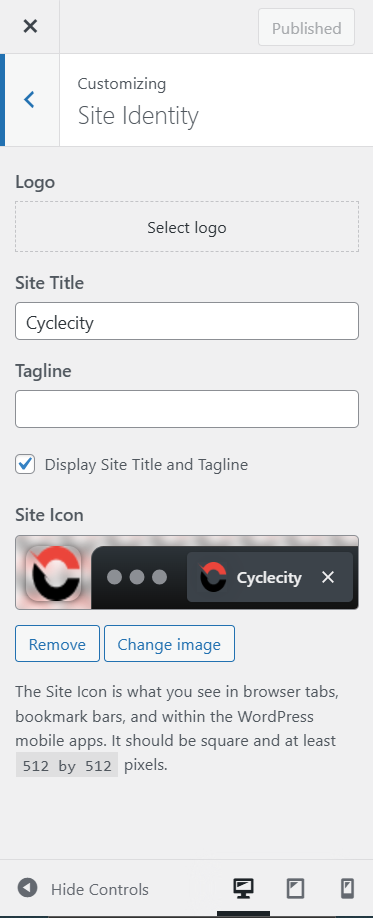 Published
Customizing
Site Identity
Logo
Select logo
Site Title
Cyclecity
Tagline
Display Site Title and Tagline
Site Icon
Cyclecity
Remove
Change image
The Site Icon is what you see in browser tabs,
bookmark bars, and within the WordPress
mobile apps. It should be square and at least
512 by 512 pixels.
Hide Controls